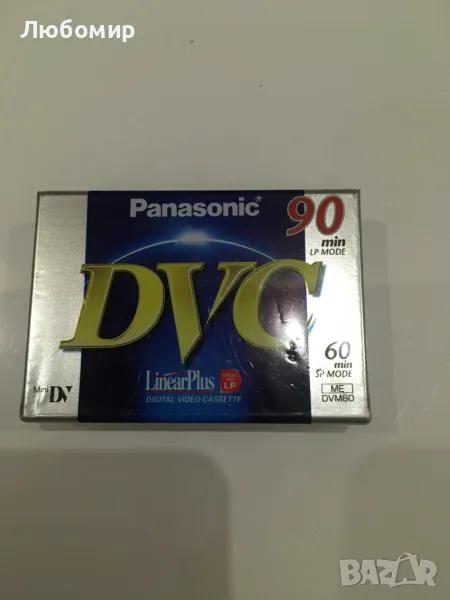 Любомир
Panasonic®
90
min
LP MODE
DVC
60
min
SP MODE
LinearPlus
LP
DIGITAL VIDEO CASSETTE
Mini DV
ME
DVM60
BAZAR